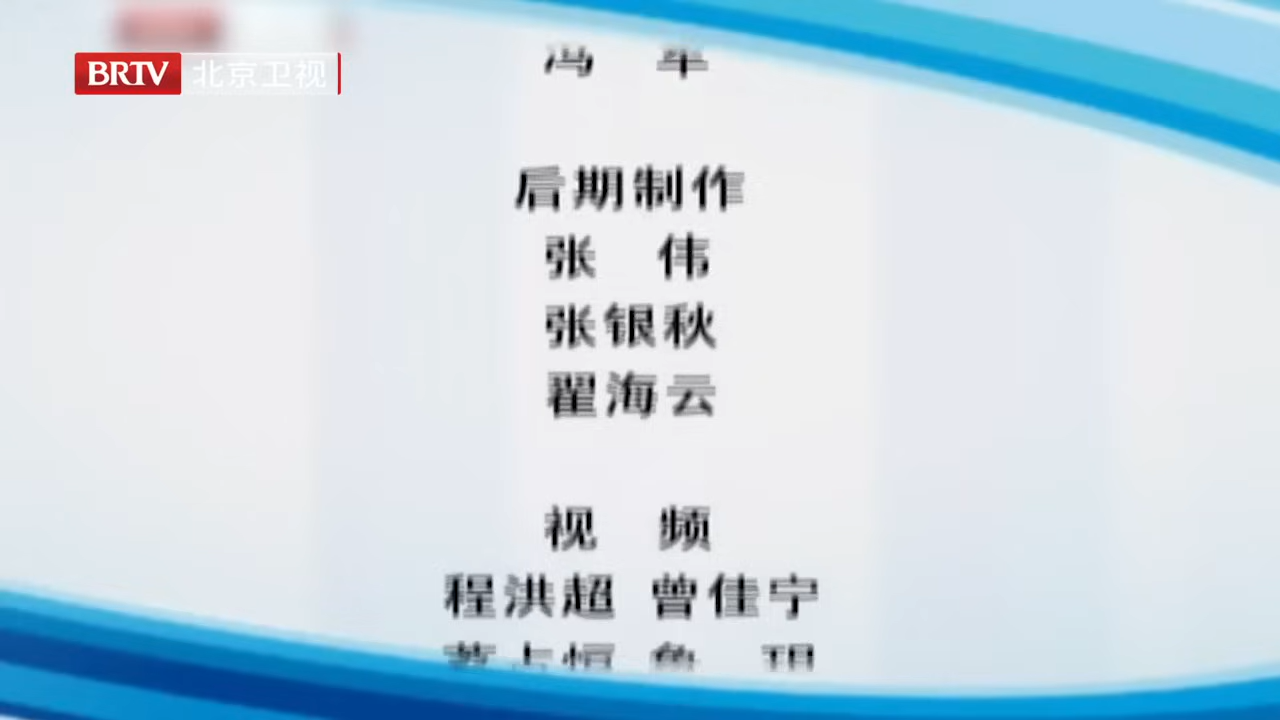 BRTV 北京卫视
后期制作
张 伟
张银秋
翟海云
视 频
程洪超 曾佳宁